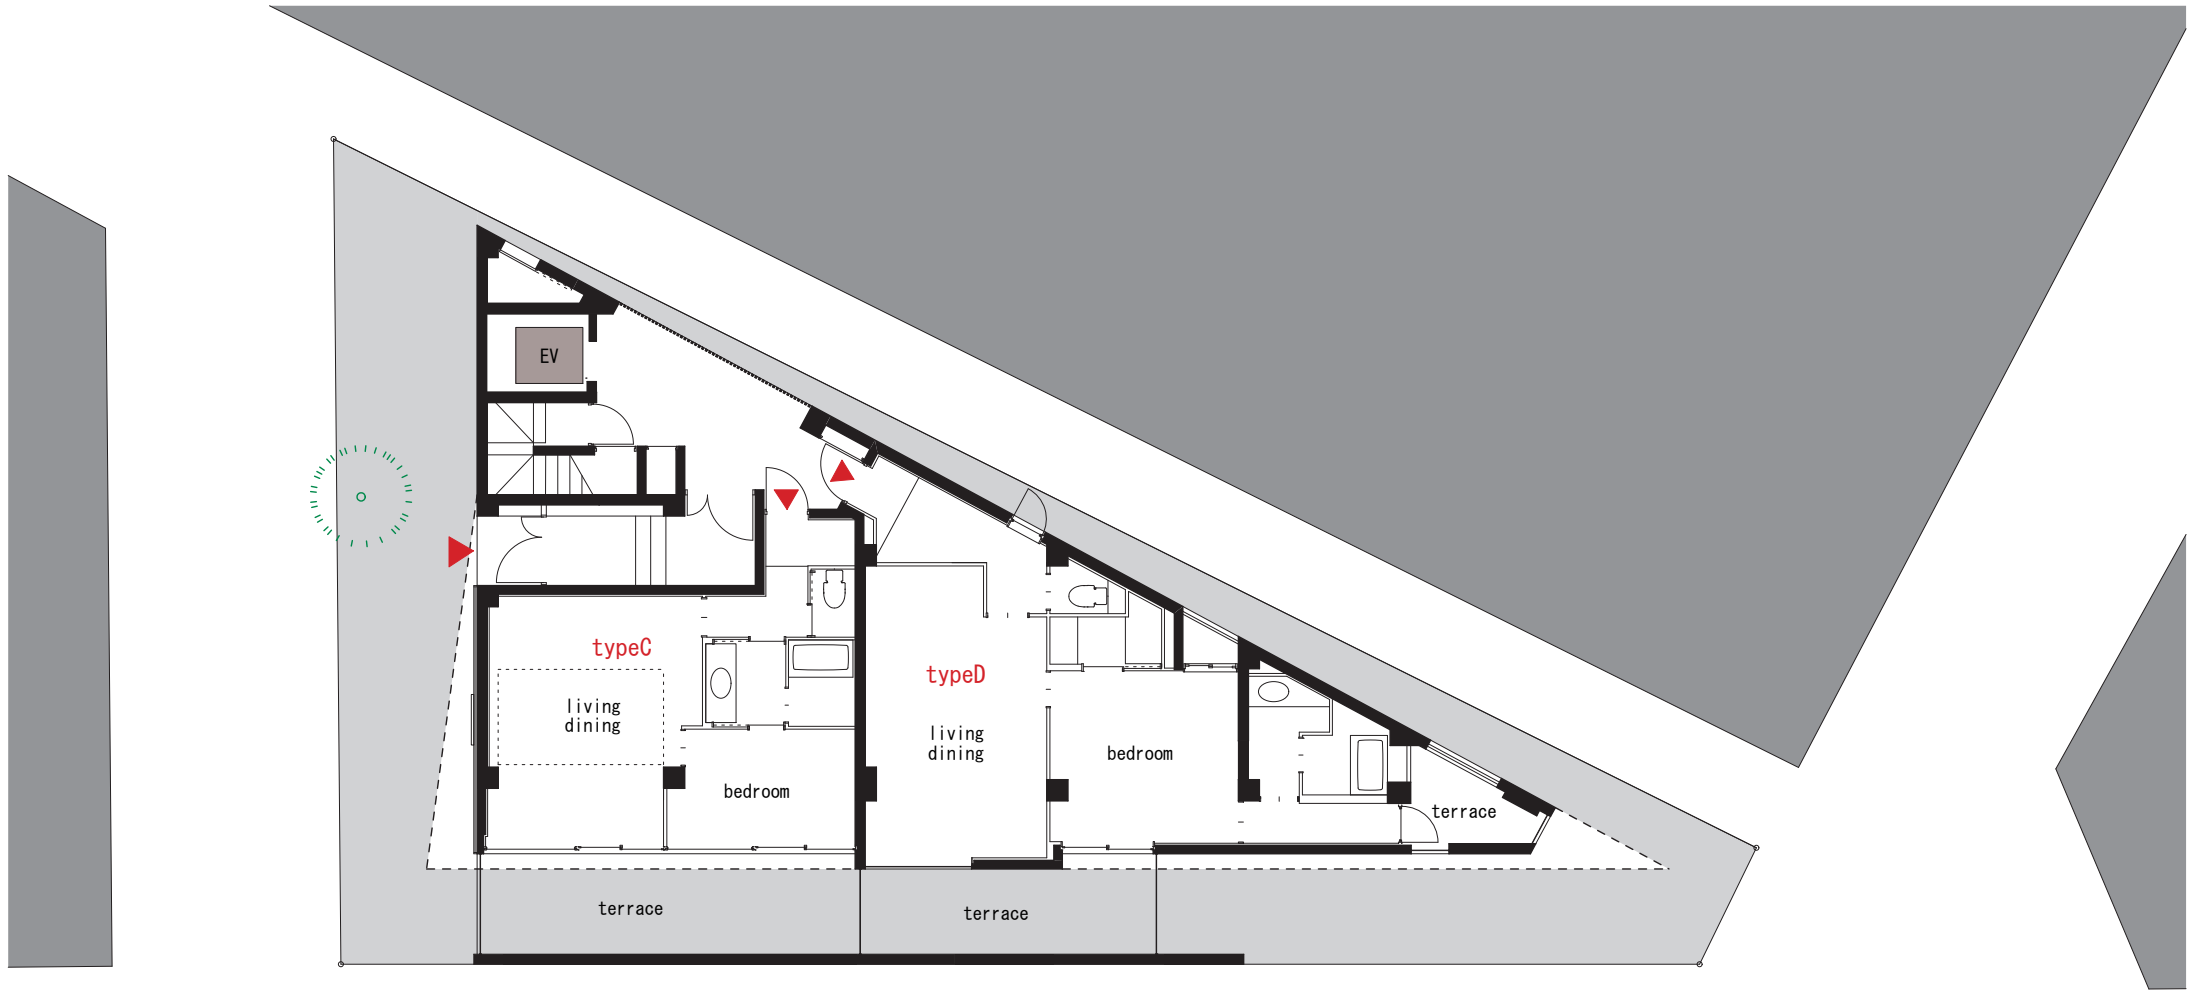 EV
typeC
living
dining
bedroom
typeD
living
dining
bedroom
terrace
terrace
terrace